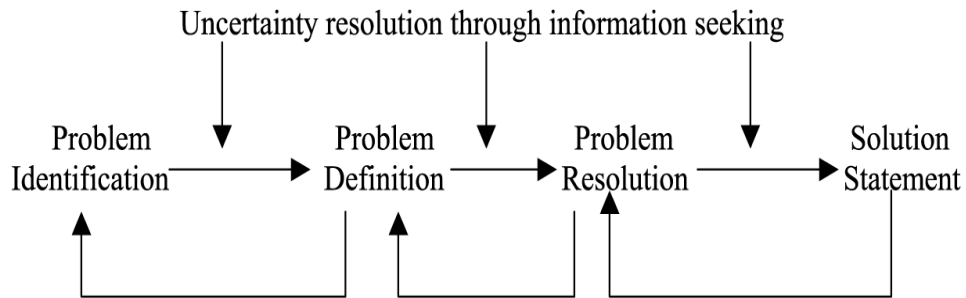 Uncertainty resolution through information seeking
Problem
Identification
Problem
Definition
Problem
Resolution
Solution
Statement